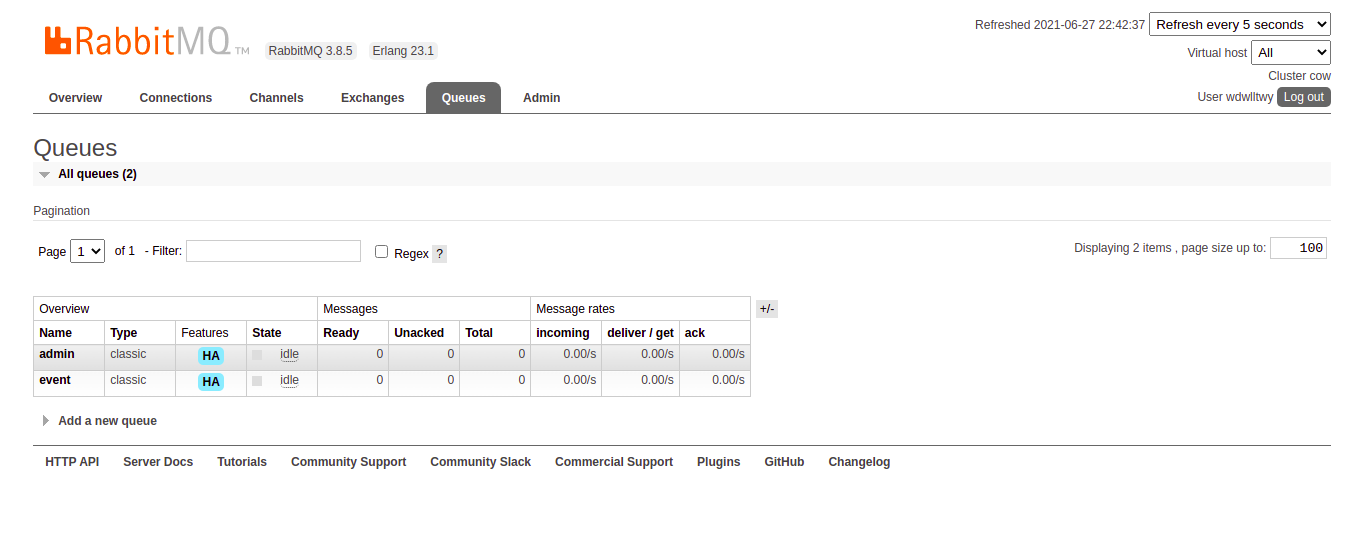 RabbitMQ TM RabbitMQ 3.8.5 Erlang 23.1
Refreshed 2021-06-27 22:42:37 Refresh every 5 seconds
Virtual host All
Cluster cow
User wdwlltwy Log out
Overview Connections Channels Exchanges Queues Admin
Queues
All queues (2)
Pagination
Page 1 of 1 - Filter: Regex ? Displaying 2 items , page size up to: 100
Overview Messages Message rates +/-
Name Type Features State Ready Unacked Total incoming deliver / get ack
admin classic HA idle 0 0 0 0.00/s 0.00/s 0.00/s
event classic HA idle 0 0 0 0.00/s 0.00/s 0.00/s
Add a new queue
HTTP API Server Docs Tutorials Community Support Community Slack Commercial Support Plugins GitHub Changelog